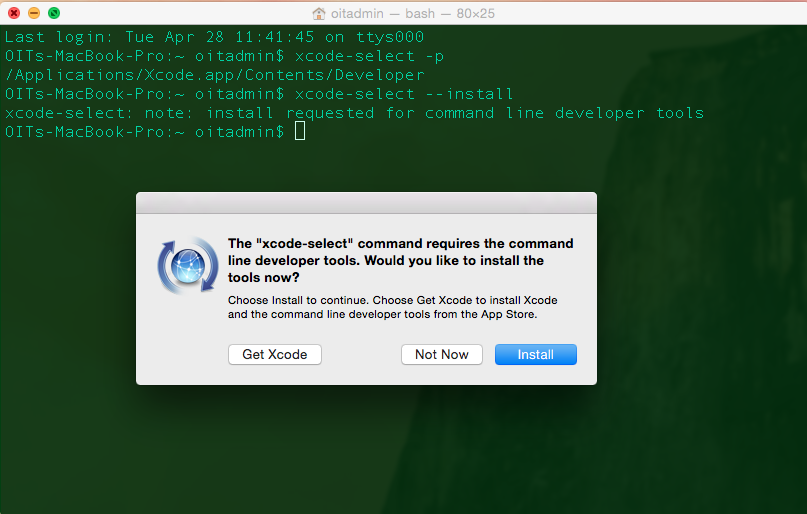 oitadmin — bash — 80×25
Last login: Tue Apr 28 11:41:45 on ttys000
OITs-MacBook-Pro:~ oitadmin$ xcode-select -p
/Applications/Xcode.app/Contents/Developer
OITs-MacBook-Pro:~ oitadmin$ xcode-select --install
xcode-select: note: install requested for command line developer tools
OITs-MacBook-Pro:~ oitadmin$
The "xcode-select" command requires the command
line developer tools. Would you like to install the
tools now?
Choose Install to continue. Choose Get Xcode to install Xcode
and the command line developer tools from the App Store.
Get Xcode Not Now Install